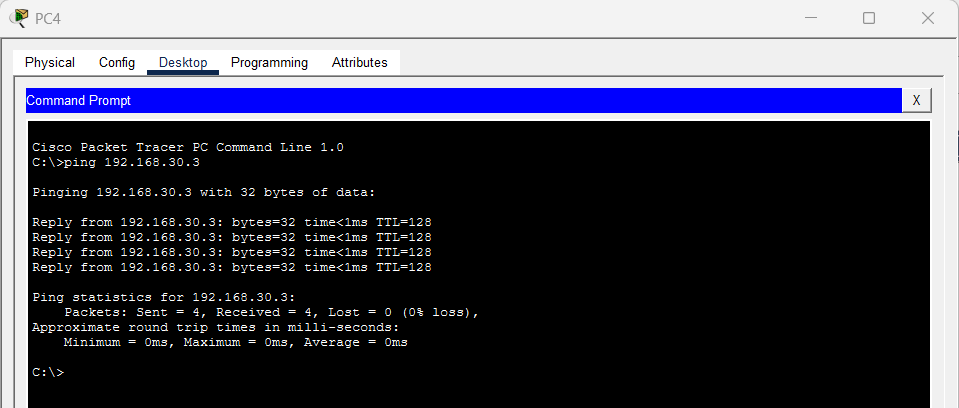 PC4
Physical Config Desktop Programming Attributes
Command Prompt X
Cisco Packet Tracer PC Command Line 1.0
C:\>ping 192.168.30.3
Pinging 192.168.30.3 with 32 bytes of data:
Reply from 192.168.30.3: bytes=32 time<1ms TTL=128
Reply from 192.168.30.3: bytes=32 time<1ms TTL=128
Reply from 192.168.30.3: bytes=32 time<1ms TTL=128
Reply from 192.168.30.3: bytes=32 time<1ms TTL=128
Ping statistics for 192.168.30.3:
    Packets: Sent = 4, Received = 4, Lost = 0 (0% loss),
Approximate round trip times in milli-seconds:
    Minimum = 0ms, Maximum = 0ms, Average = 0ms
C:\>